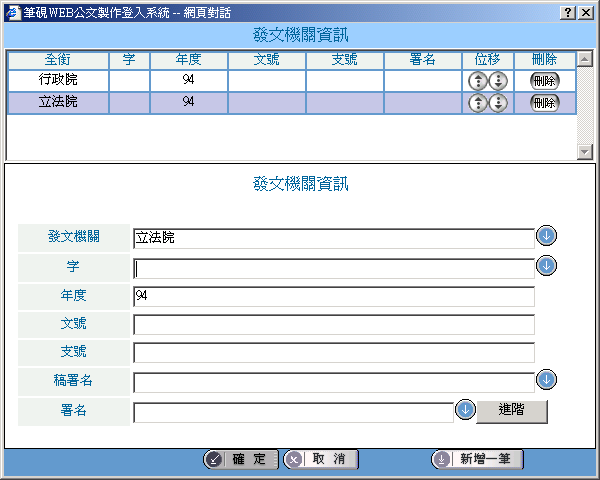 筆硯WEB公文製作登入系統 -- 網頁對話
發文機關資訊
全銜 字 年度 文號 支號 署名 位移 刪除
行政院 94 刪除
立法院 94 刪除
發文機關資訊
發文機關 立法院
字
年度 94
文號
支號
稿署名
署名 進階
確定 取消 新增一筆